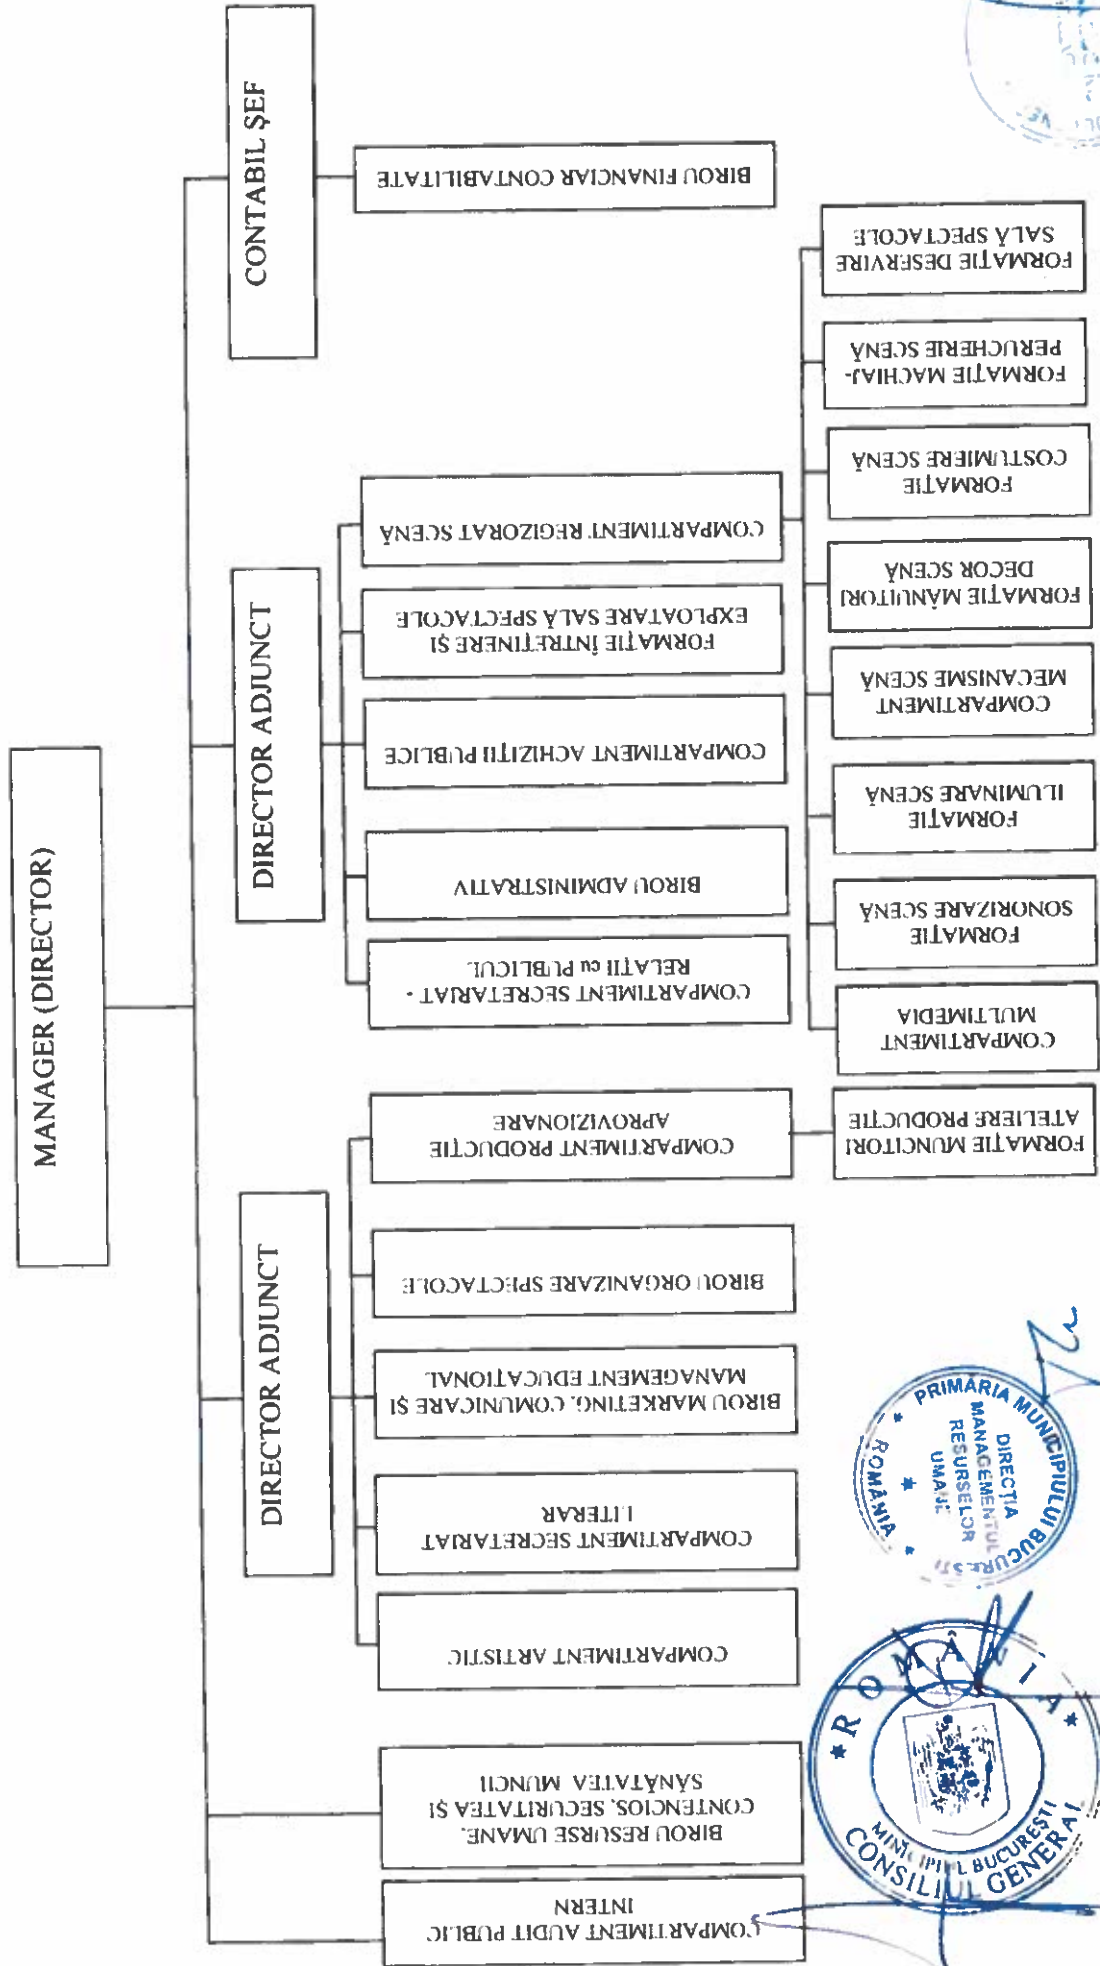 MANAGER (DIRECTOR)
DIRECTOR ADJUNCT
DIRECTOR ADJUNCT
CONTABIL ŞEF
COMPARTIMENT AUDIT PUBLIC
INTERN
BIROU RESURSE UMANE,
CONTENCIOS, SECURITATEA ŞI
SĂNĂTATEA MUNCII
COMPARTIMENT ARTISTIC
COMPARTIMENT SECRETARIAT
LITERAR
BIROU MARKETING, COMUNICARE ŞI
MANAGEMENT EDUCAŢIONAL
BIROU ORGANIZARE SPECTACOLE
COMPARTIMENT PRODUCŢIE
APROVIZIONARE
COMPARTIMENT SECRETARIAT -
RELAŢII cu PUBLICUL
BIROU ADMINISTRATIV
COMPARTIMENT ACHIZIŢII PUBLICE
FORMAŢIE ÎNTREŢINERE ŞI
EXPLOATARE SALĂ SPECTACOLE
COMPARTIMENT REGIZORAT SCENĂ
BIROU FINANCIAR CONTABILITATE
FORMAŢIE MUNCITORI
ATELIERE PRODUCŢIE
COMPARTIMENT
MULTIMEDIA
FORMAŢIE
SONORIZARE SCENĂ
FORMAŢIE
ILUMINARE SCENĂ
COMPARTIMENT
MECANISME SCENĂ
FORMAŢIE MÂNUITORI
DECOR SCENĂ
FORMAŢIE
COSTUMIERE SCENĂ
FORMAŢIE MACHIAJ-
PERUCHERIE SCENĂ
FORMAŢIE DESERVIRE
SALĂ SPECTACOLE
ROMÂNIA
MUNICIPIUL BUCUREŞTI
CONSILIUL GENERAL
PRIMĂRIA MUNICIPIULUI BUCUREŞTI
ROMÂNIA
DIRECŢIA
MANAGEMENTUL
RESURSELOR
UMANE